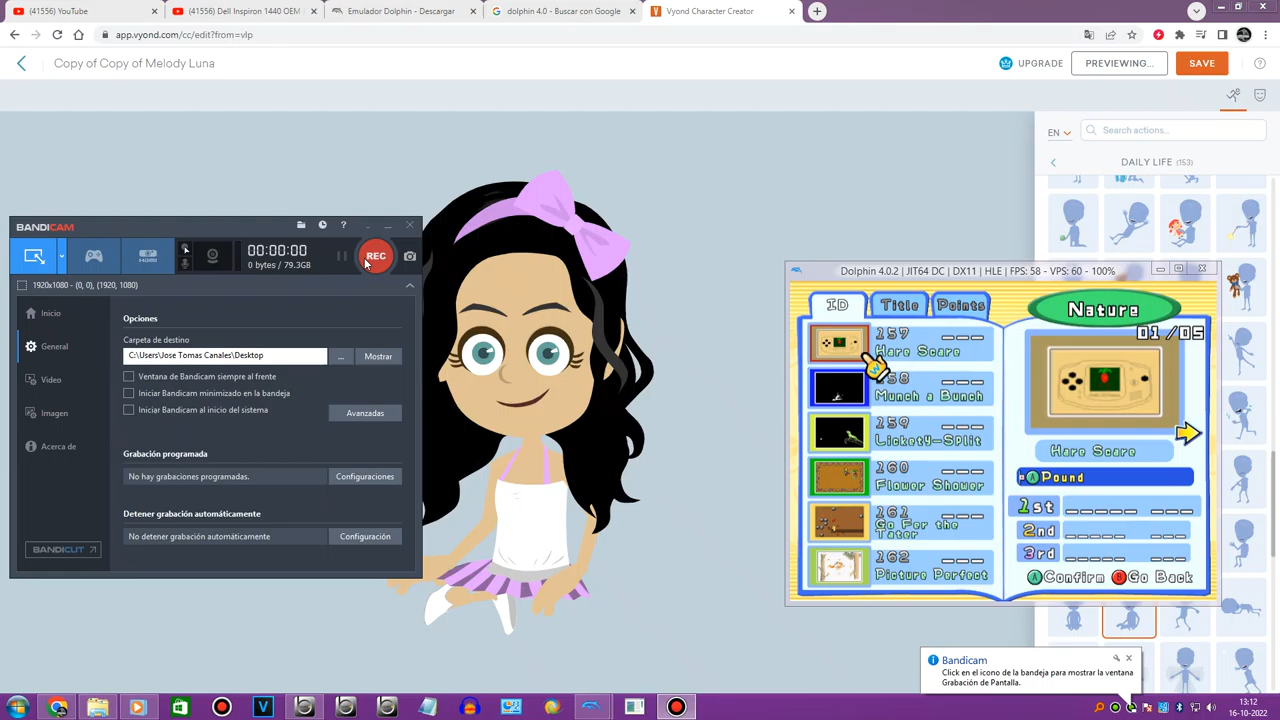 (41556) YouTube
(41556) Dell Inspiron 1440 OEM
Emulador Dolphin - Descargar
dolphin 4.0 - Buscar con Google
Vyond Character Creator
app.vyond.com/cc/edit?from=vlp
Copy of Copy of Melody Luna
UPGRADE
PREVIEWING...
SAVE
EN
Search actions...
DAILY LIFE (153)
BANDICAM
00:00:00
0 bytes / 79.3GB
REC
1920x1080 - (0, 0), (1920, 1080)
Inicio
General
Video
Imagen
Acerca de
BANDICUT
Opciones
Carpeta de destino
C:\Users\Jose Tomas Canales\Desktop
...
Mostrar
Ventana de Bandicam siempre al frente
Iniciar Bandicam minimizado en la bandeja
Iniciar Bandicam al inicio del sistema
Avanzadas
Grabación programada
No hay grabaciones programadas.
Configuraciones
Detener grabación automáticamente
No detener grabación automáticamente
Configuración
Dolphin 4.0.2 | JIT64 DC | DX11 | HLE | FPS: 58 - VPS: 60 - 100%
ID
Title
Points
157 ---
Hare Scare
158 ---
Munch a Bunch
159 ---
Lickety-Split
160 ---
Flower Shower
161 ---
Go Fer the
Tater
162 ---
Picture Perfect
Nature
01/05
Hare Scare
A Pound
1st _____ ___
2nd _____ ___
3rd _____ ___
A Confirm B Go Back
Bandicam
Click en el icono de la bandeja para mostrar la ventana
Grabación de Pantalla.
13:12
16-10-2022